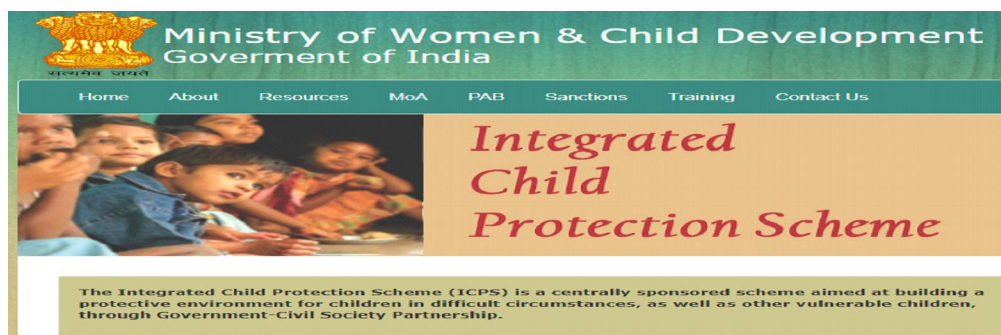 Ministry of Women & Child Development
Goverment of India
सत्यमेव जयते
Home About Resources MoA PAB Sanctions Training Contact Us
Integrated
Child
Protection Scheme
The Integrated Child Protection Scheme (ICPS) is a centrally sponsored scheme aimed at building a
protective environment for children in difficult circumstances, as well as other vulnerable children,
through Government-Civil Society Partnership.